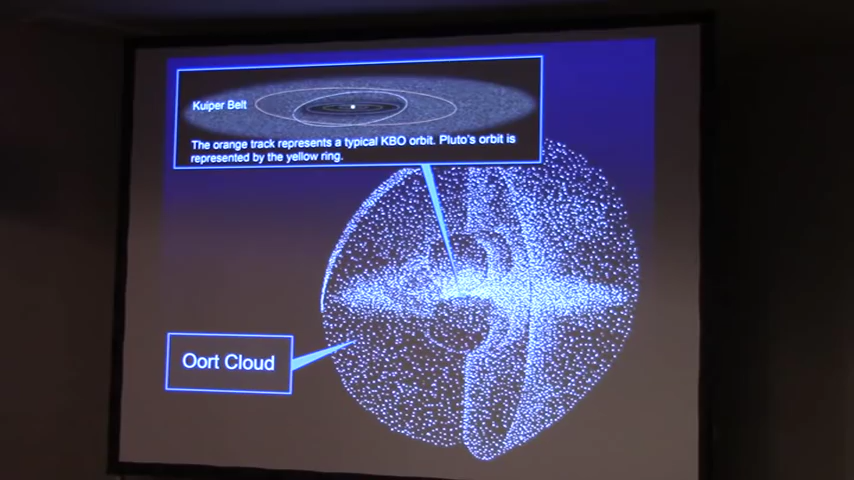 Kuiper Belt
The orange track represents a typical KBO orbit. Pluto's orbit is
represented by the yellow ring.
Oort Cloud